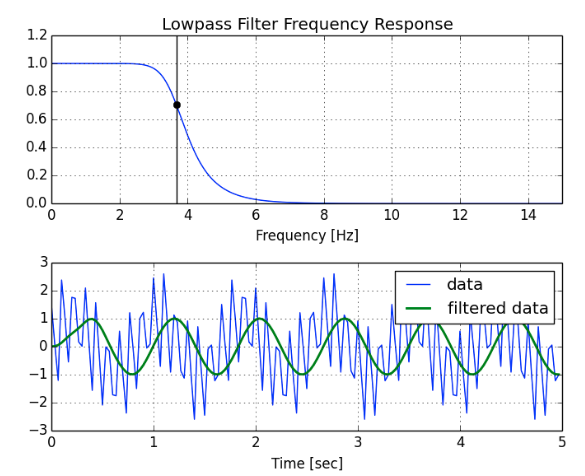 Lowpass Filter Frequency Response
1.2
1.0
0.8
0.6
0.4
0.2
0.0
0 2 4 6 8 10 12 14
Frequency [Hz]
3
2
1
0
−1
−2
−3
data
filtered data
0 1 2 3 4 5
Time [sec]